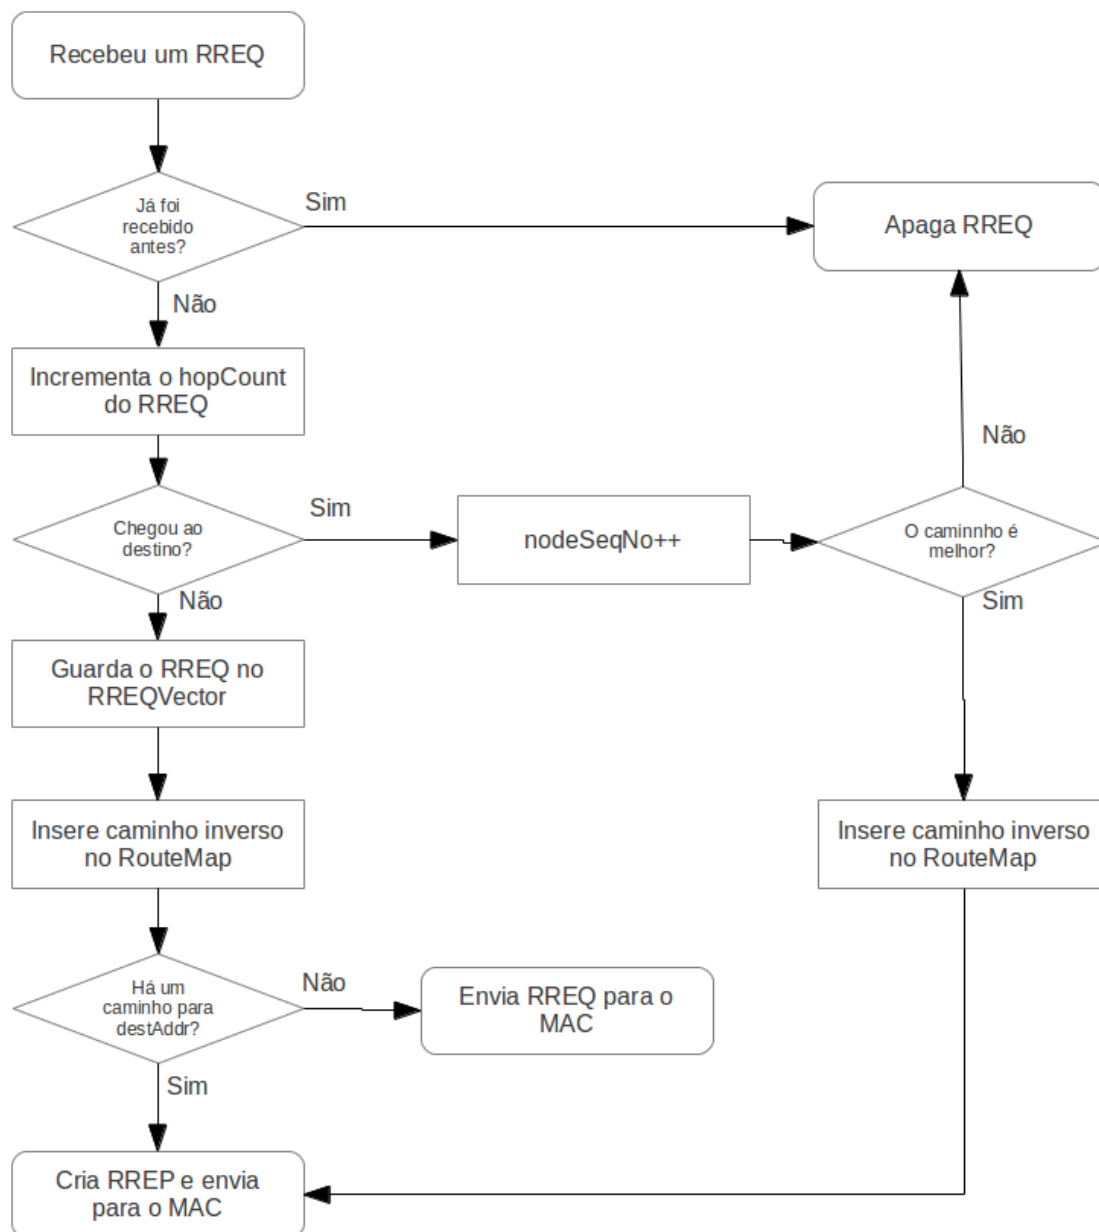 Recebeu um RREQ
Já foi
recebido
antes?
Sim
Apaga RREQ
Não
Incrementa o hopCount
do RREQ
Não
Chegou ao
destino?
Sim
nodeSeqNo++
O caminnho é
melhor?
Não
Sim
Guarda o RREQ no
RREQVector
Insere caminho inverso
no RouteMap
Insere caminho inverso
no RouteMap
Há um
caminho para
destAddr?
Não
Envia RREQ para o
MAC
Sim
Cria RREP e envia
para o MAC